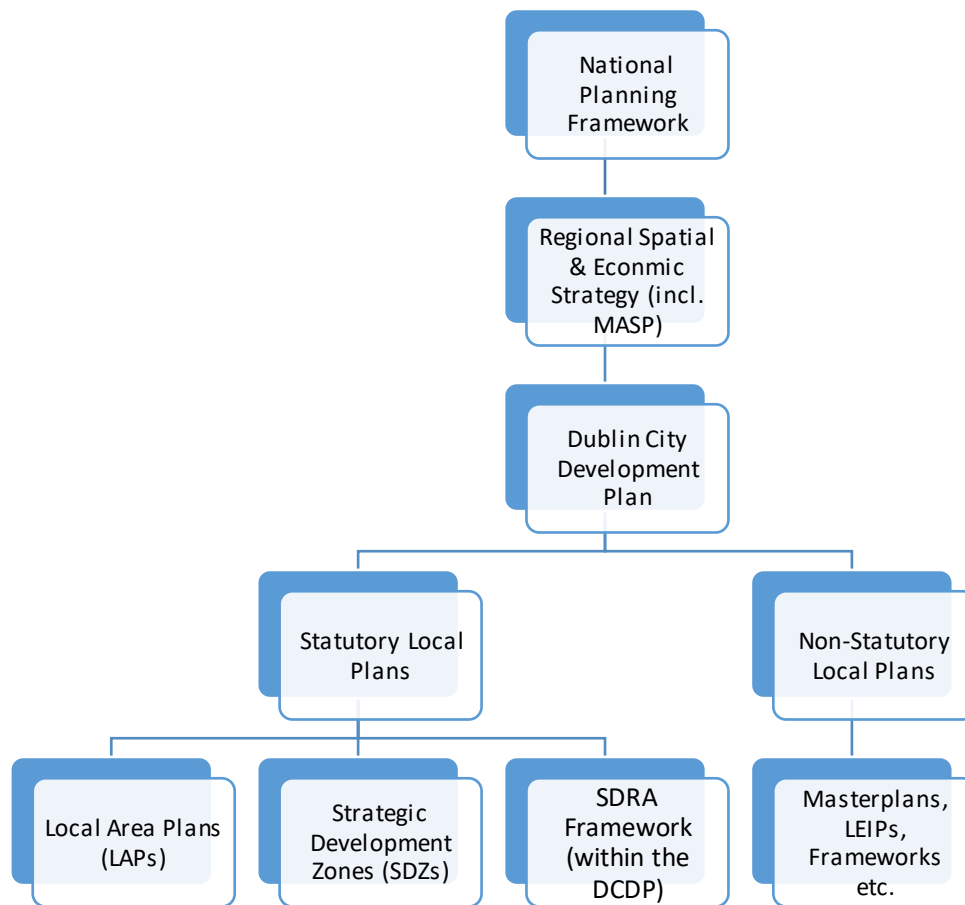 National
Planning
Framework
Regional Spatial
& Econmic
Strategy (incl.
MASP)
Dublin City
Development
Plan
Statutory Local
Plans
Non-Statutory
Local Plans
Local Area Plans
(LAPs)
Strategic
Development
Zones (SDZs)
SDRA
Framework
(within the
DCDP)
Masterplans,
LEIPs,
Frameworks
etc.